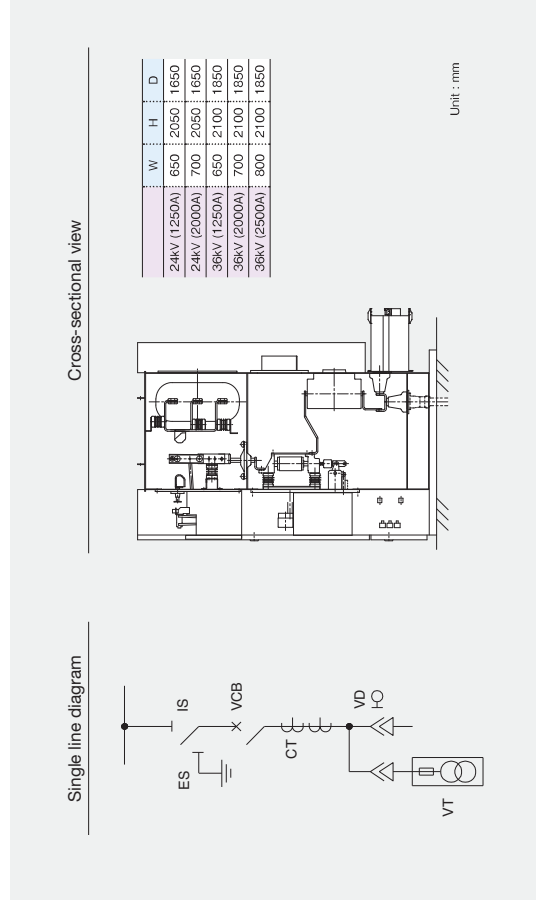 Single line diagram
IS
ES
VCB
CT
VD
VT
Cross-sectional view
W H D
24kV (1250A) 650 2050 1650
24kV (2000A) 700 2050 1650
36kV (1250A) 650 2100 1850
36kV (2000A) 700 2100 1850
36kV (2500A) 800 2100 1850
Unit : mm